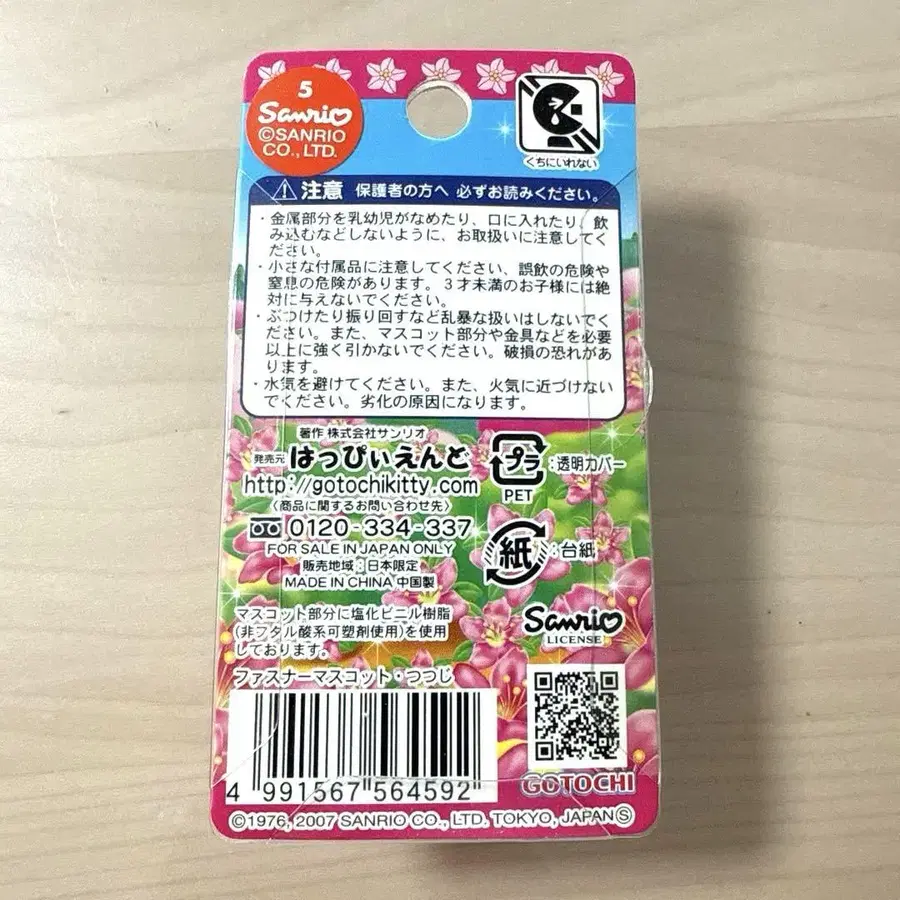 5
Sanrio
©SANRIO
CO., LTD.
くちにいれない
注意 保護者の方へ 必ずお読みください。
・金属部分を乳幼児がなめたり、口に入れたり、飲
み込むなどしないように、お取扱いに注意してく
ださい。
・小さな付属品に注意してください、誤飲の危険や
窒息の危険があります。3才未満のお子様には絶
対に与えないでください。
・ぶつけたり振り回すなど乱暴な扱いはしないでく
ださい。また、マスコット部分や金具などを必要
以上に強く引かないでください。破損の恐れがあ
ります。
・水気を避けてください。また、火気に近づけない
でください。劣化の原因になります。
著作 株式会社サンリオ
発売元 はっぴぃえんど
http://gotochikitty.com
〈商品に関するお問い合わせ先〉
0120-334-337
FOR SALE IN JAPAN ONLY
販売地域:日本限定
MADE IN CHINA 中国製
プラ :透明カバー
PET
紙 :台紙
マスコット部分に塩化ビニル樹脂
(非フタル酸系可塑剤使用)を使用
しております。
ファスナーマスコット・つつじ
Sanrio
LICENSE
4 991567 564592
GOTOCHI
©1976, 2007 SANRIO CO., LTD. TOKYO, JAPAN Ⓢ